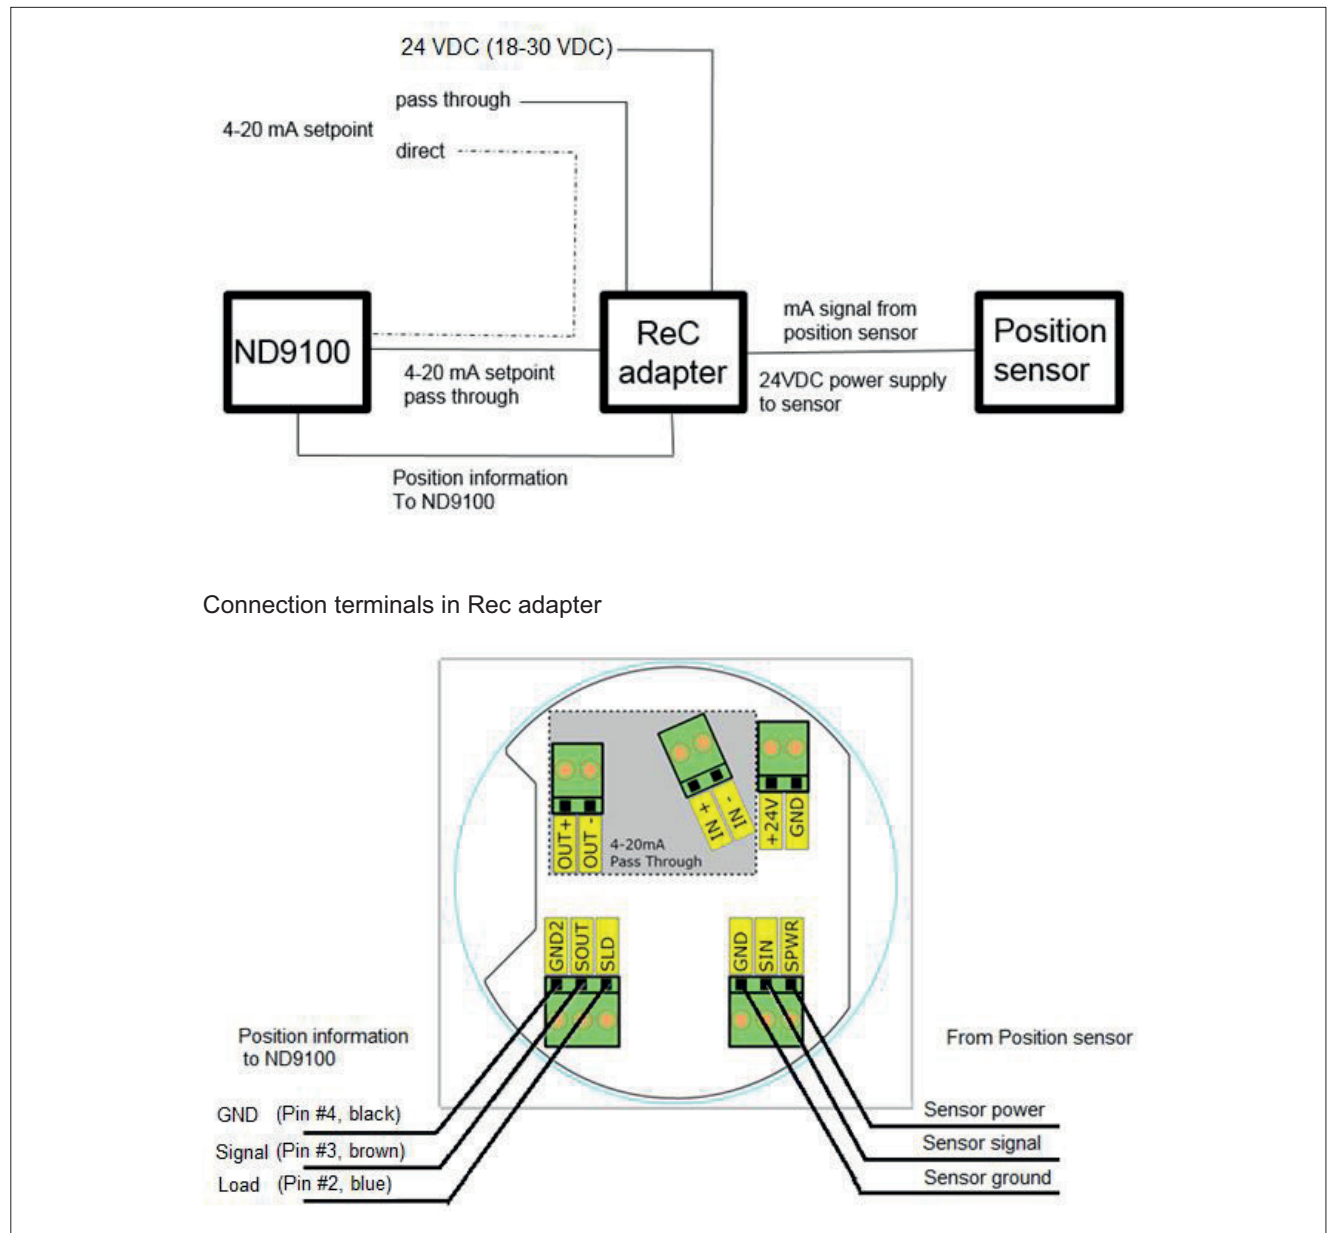 24 VDC (18-30 VDC)
pass through
4-20 mA setpoint
direct
ND9100
ReC
adapter
mA signal from
position sensor
Position
sensor
4-20 mA setpoint
pass through
24VDC power supply
to sensor
Position information
To ND9100
Connection terminals in Rec adapter
OUT+
OUT -
+ IN
- IN
+24V
GND
4-20mA
Pass Through
GND2
SOUT
SLD
GND
SIN
SPWR
Position information
to ND9100
From Position sensor
GND (Pin #4, black)
Signal (Pin #3, brown)
Load (Pin #2, blue)
Sensor power
Sensor signal
Sensor ground